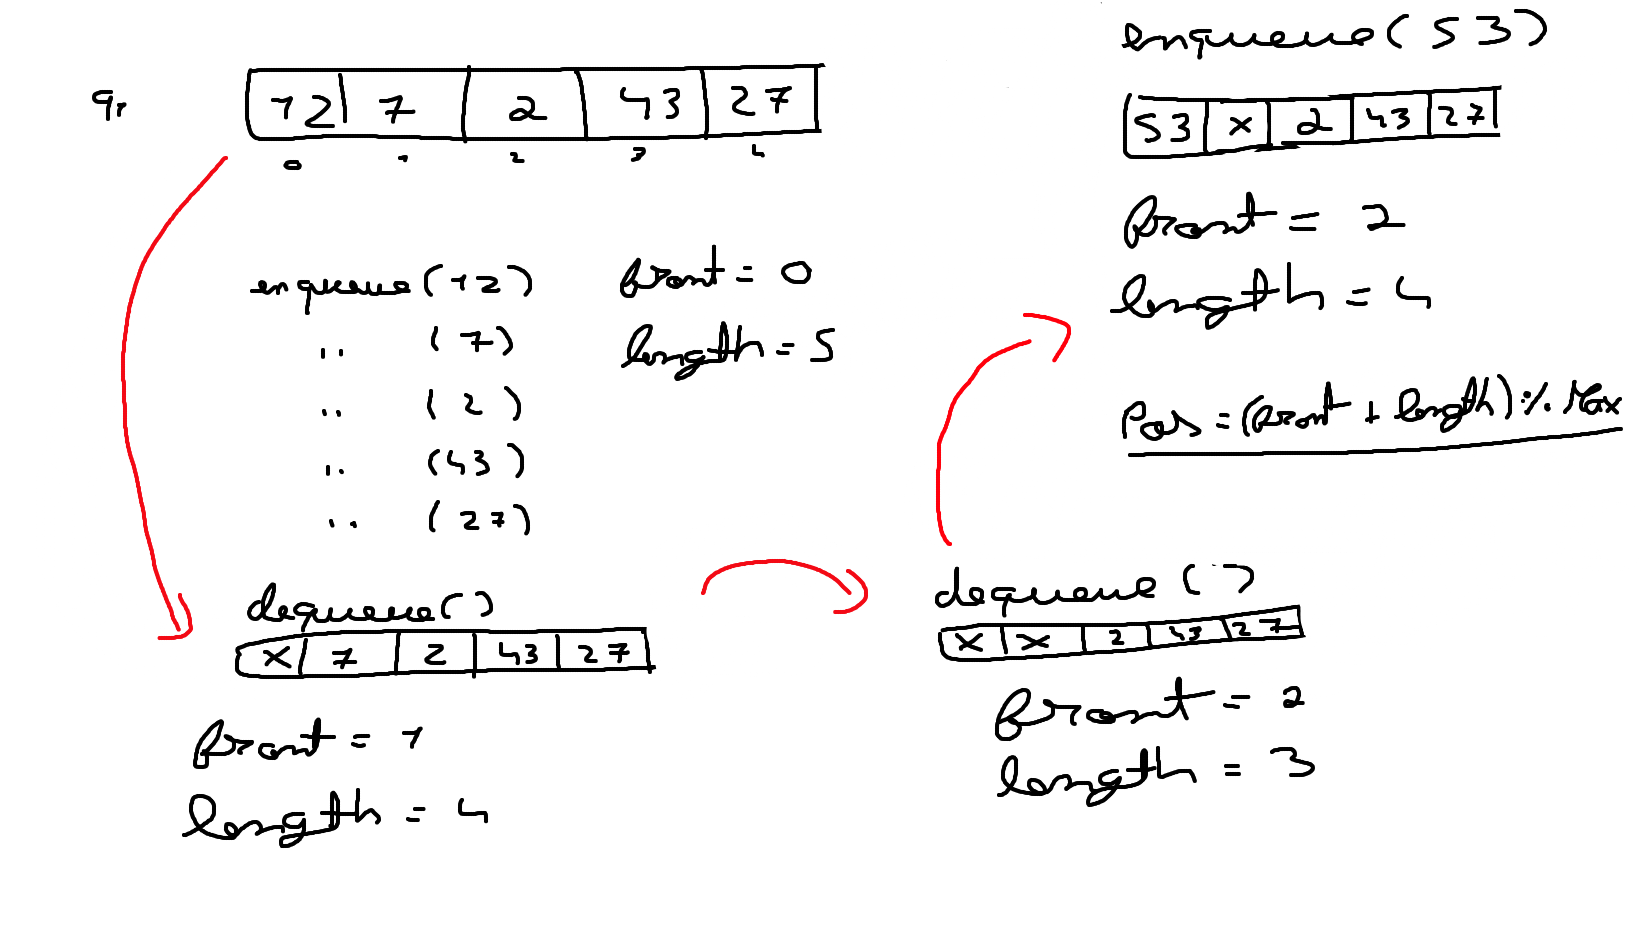 q, 12 7 2 43 27
0 1 2 3 4
enqueue(12) front = 0
" (7) length = 5
" (2)
" (43)
" (27)
dequeue()
x 7 2 43 27
front = 1
length = 4
dequeue()
x x 2 43 27
front = 2
length = 3
enqueue(53)
53 x 2 43 27
front = 2
length = 4
Pos = (front + length) % Max